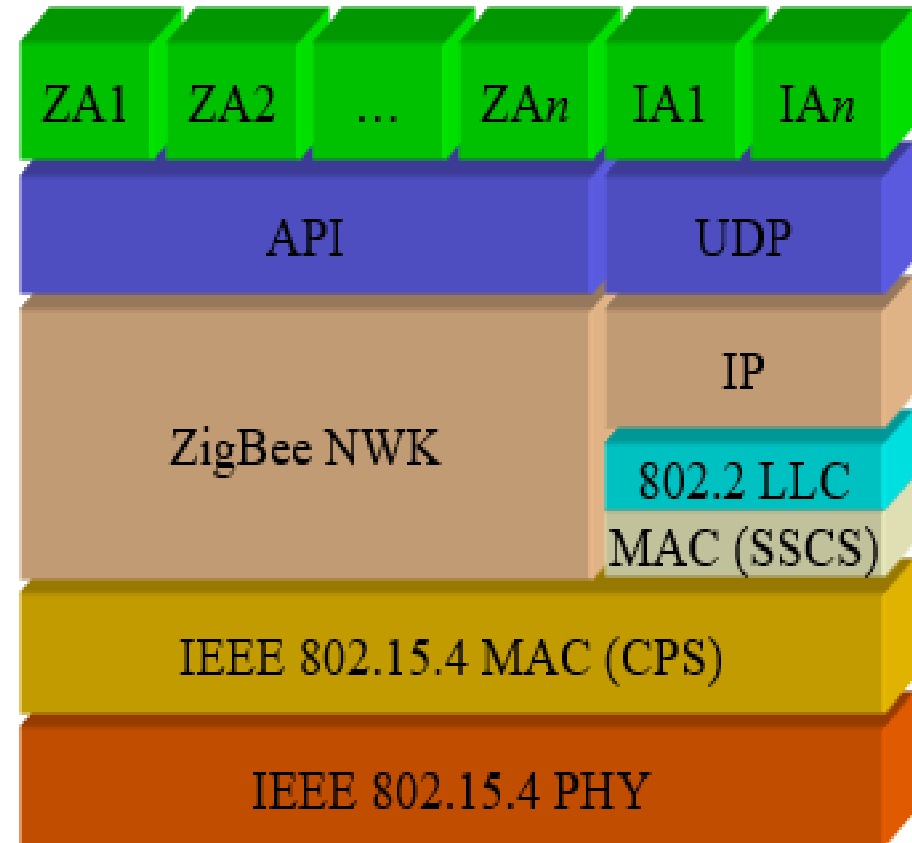 ZA1 ZA2 ... ZAn IA1 IAn
API UDP
IP
ZigBee NWK
802.2 LLC
MAC (SSCS)
IEEE 802.15.4 MAC (CPS)
IEEE 802.15.4 PHY